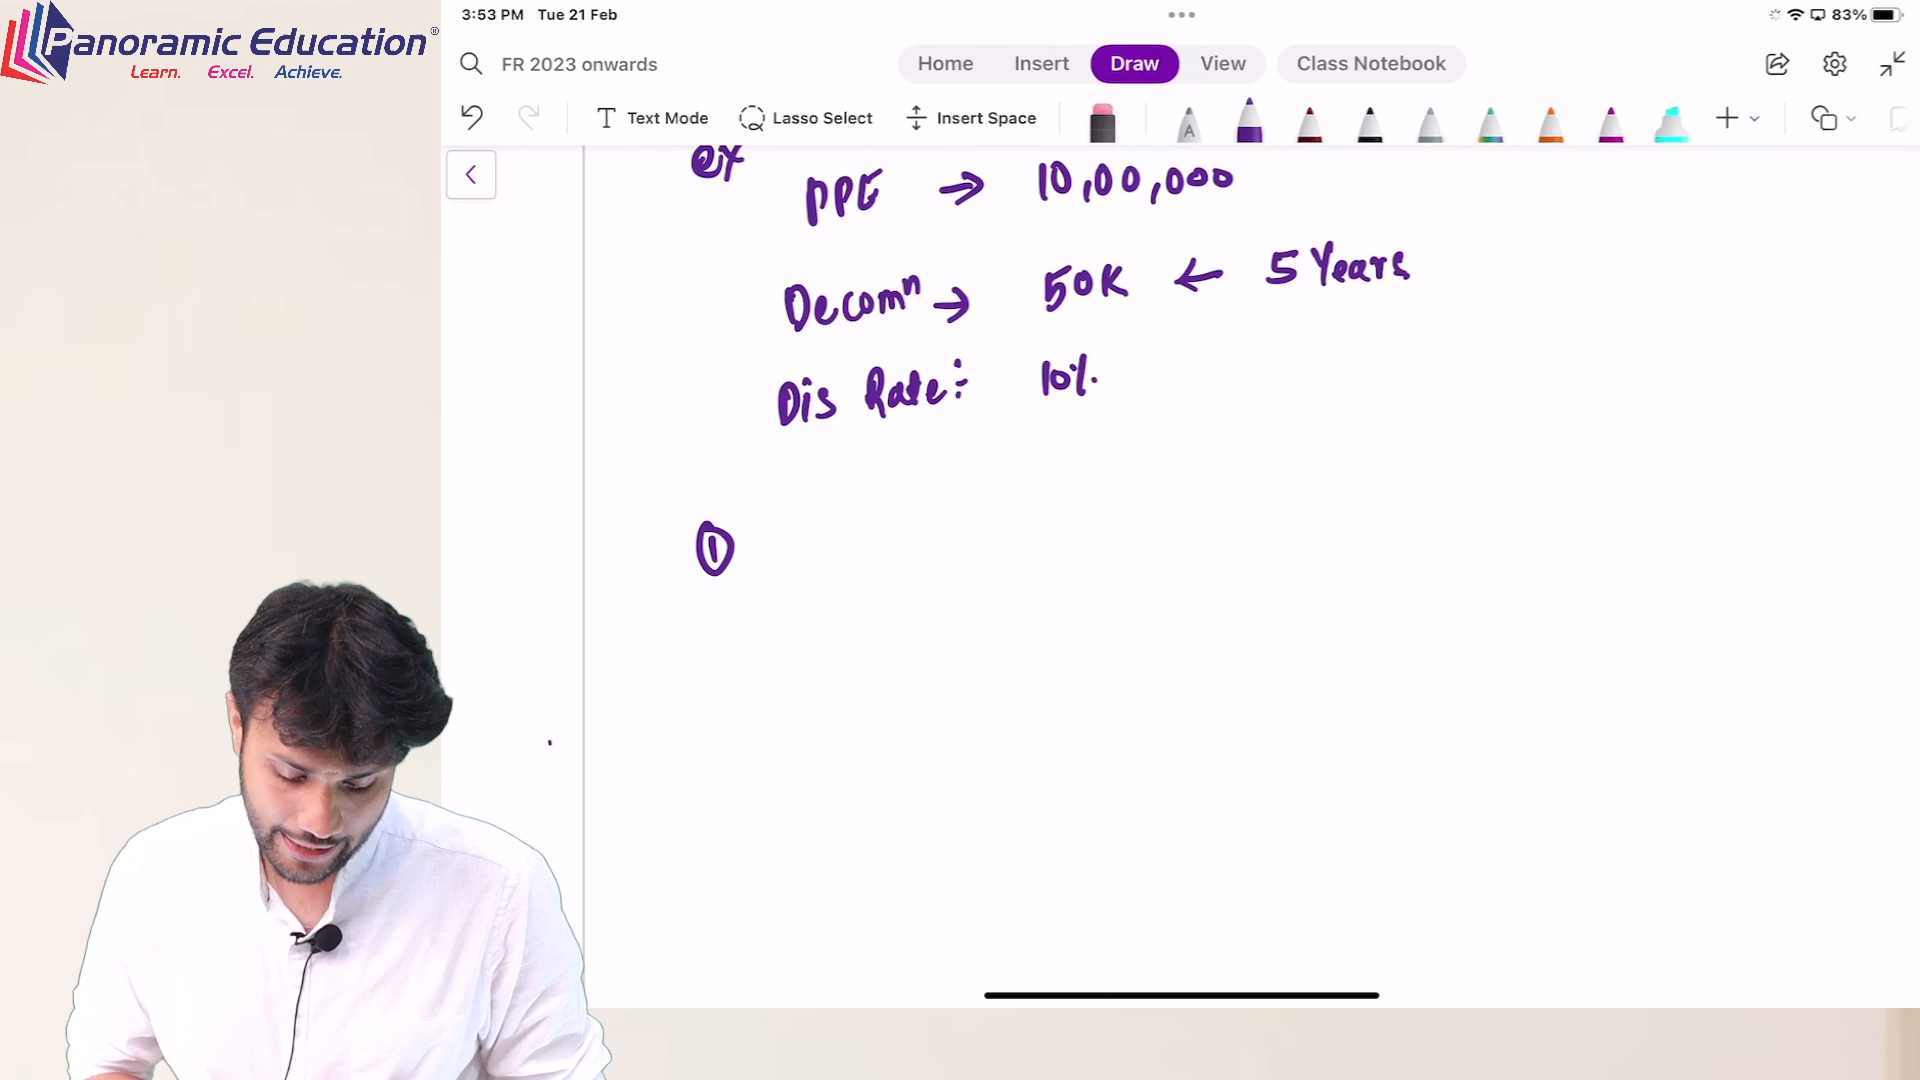 3:53 PM Tue 21 Feb
83%
Panoramic Education®
Learn. Excel. Achieve.
FR 2023 onwards
Home Insert Draw View Class Notebook
Text Mode Lasso Select Insert Space
A
ex
PPE → 10,00,000
Decomⁿ → 50K ← 5 Years
Dis Rate:- 10%
①